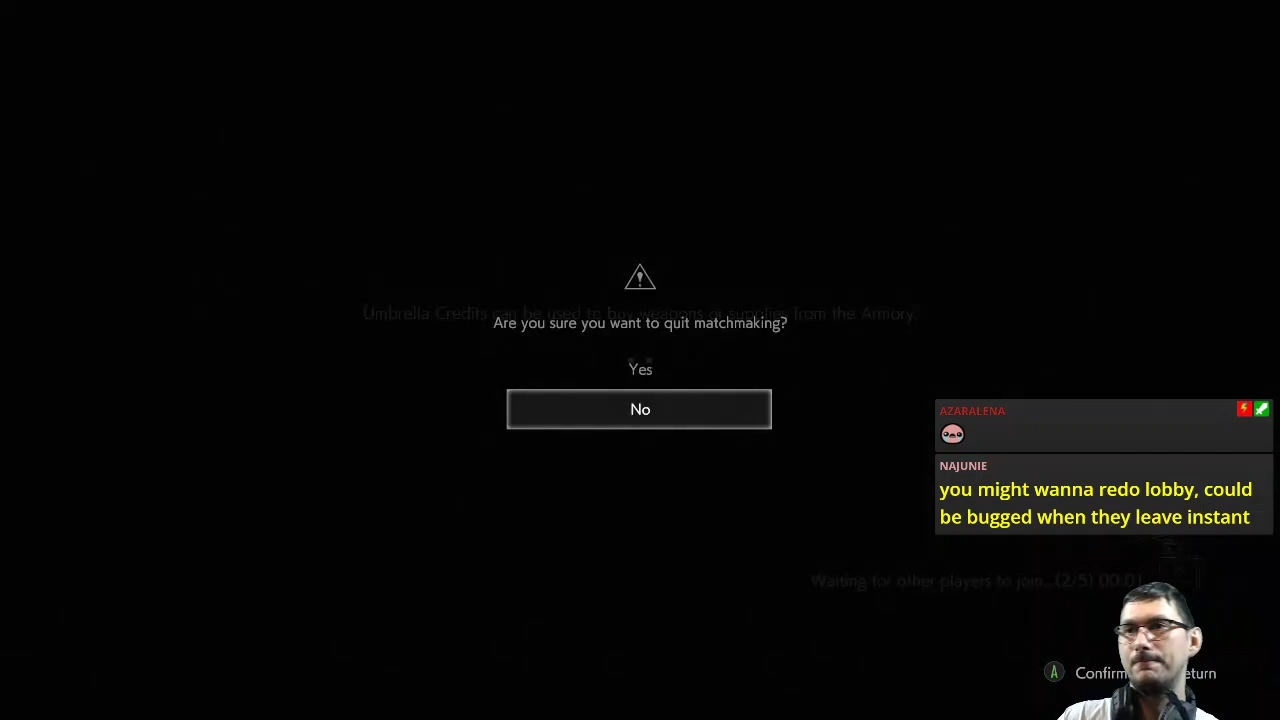 Umbrella Credits can be used to buy weapons or supplies from the Armory.
Are you sure you want to quit matchmaking?
Yes
No
AZARALENA
NAJUNIE
you might wanna redo lobby, could
be bugged when they leave instant
Waiting for other players to join...(2/5) 00:01
A Confirm eturn